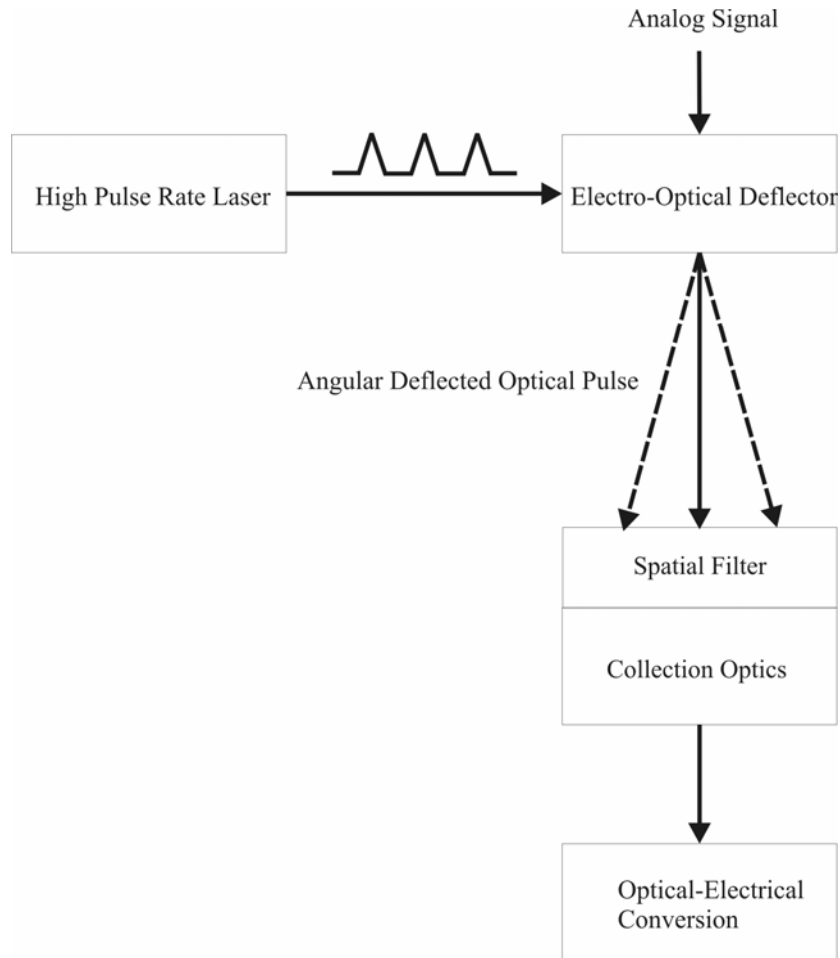 Analog Signal
High Pulse Rate Laser
Electro-Optical Deflector
Angular Deflected Optical Pulse
Spatial Filter
Collection Optics
Optical-Electrical
Conversion